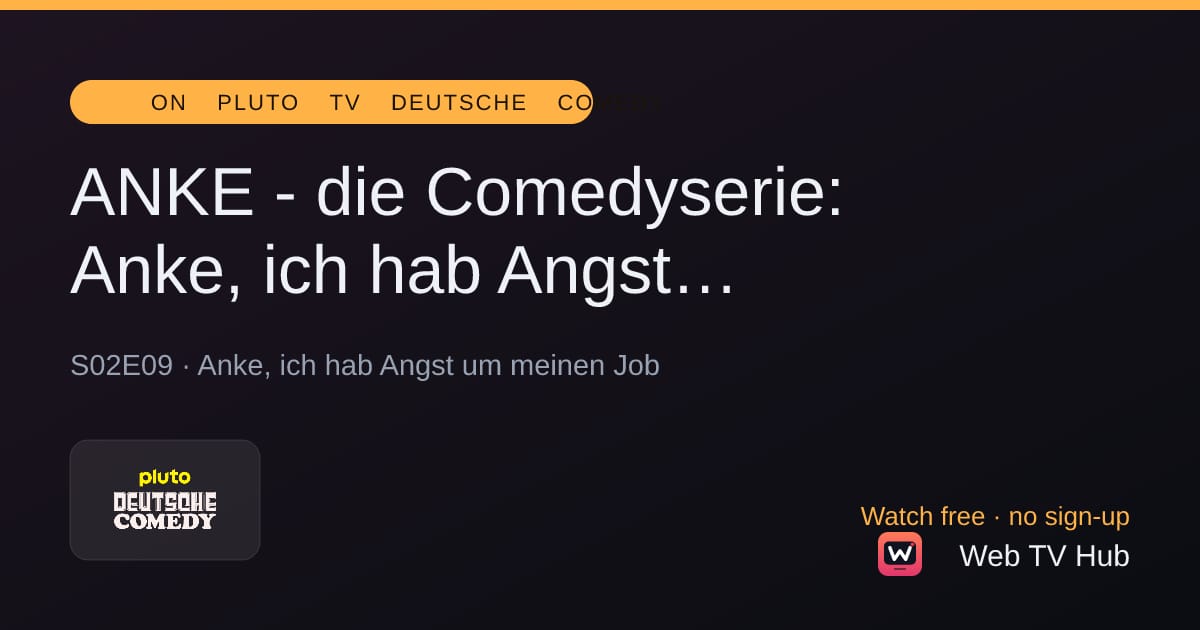 ON PLUTO TV DEUTSCHE CO
ANKE - die Comedyserie:
Anke, ich hab Angst…
S02E09 · Anke, ich hab Angst um meinen Job
pluto
DEUTSCHE
COMEDY
Watch free · no sign-up
W
Web TV Hub